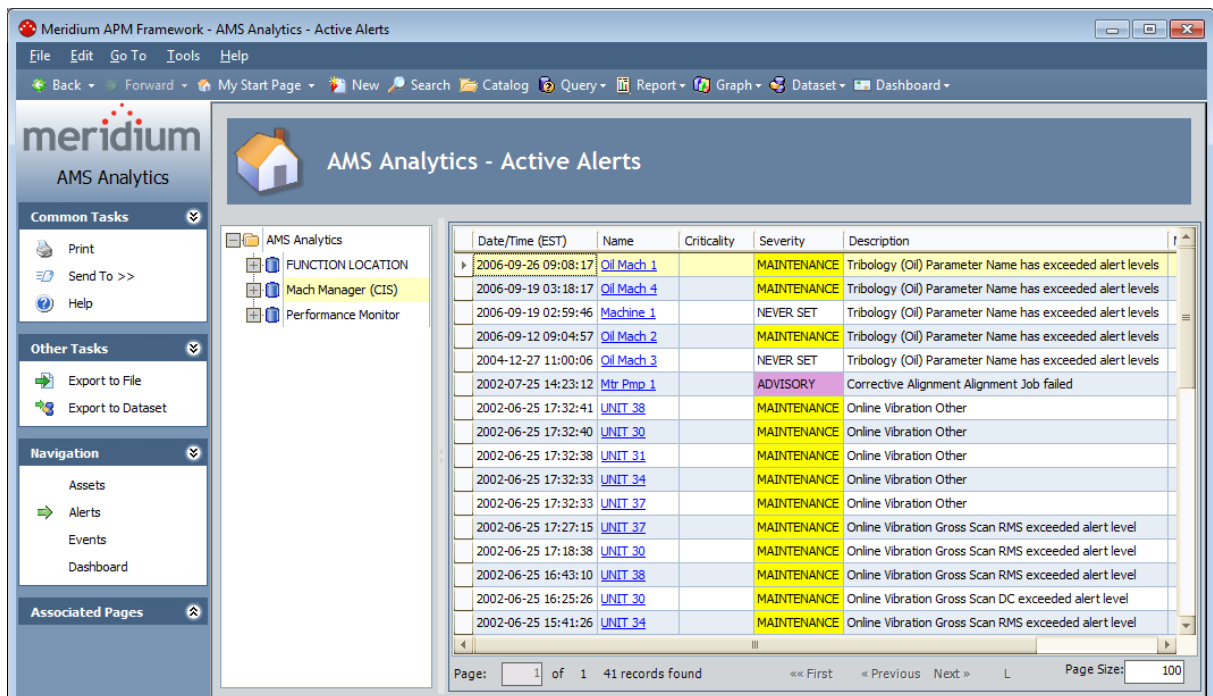 Meridium APM Framework - AMS Analytics - Active Alerts
File Edit Go To Tools Help
Back Forward My Start Page New Search Catalog Query Report Graph Dataset Dashboard
meridium
AMS Analytics
AMS Analytics - Active Alerts
Common Tasks
Print
Send To >>
Help
Other Tasks
Export to File
Export to Dataset
Navigation
Assets
Alerts
Events
Dashboard
Associated Pages
AMS Analytics
FUNCTION LOCATION
Mach Manager (CIS)
Performance Monitor
Date/Time (EST) Name Criticality Severity Description
2006-09-26 09:08:17 Oil Mach 1 MAINTENANCE Tribology (Oil) Parameter Name has exceeded alert levels
2006-09-19 03:18:17 Oil Mach 4 MAINTENANCE Tribology (Oil) Parameter Name has exceeded alert levels
2006-09-19 02:59:46 Machine 1 NEVER SET Tribology (Oil) Parameter Name has exceeded alert levels
2006-09-12 09:04:57 Oil Mach 2 MAINTENANCE Tribology (Oil) Parameter Name has exceeded alert levels
2004-12-27 11:00:06 Oil Mach 3 NEVER SET Tribology (Oil) Parameter Name has exceeded alert levels
2002-07-25 14:23:12 Mtr Pmp 1 ADVISORY Corrective Alignment Alignment Job failed
2002-06-25 17:32:41 UNIT 38 MAINTENANCE Online Vibration Other
2002-06-25 17:32:40 UNIT 30 MAINTENANCE Online Vibration Other
2002-06-25 17:32:38 UNIT 31 MAINTENANCE Online Vibration Other
2002-06-25 17:32:33 UNIT 34 MAINTENANCE Online Vibration Other
2002-06-25 17:32:33 UNIT 37 MAINTENANCE Online Vibration Other
2002-06-25 17:27:15 UNIT 37 MAINTENANCE Online Vibration Gross Scan RMS exceeded alert level
2002-06-25 17:18:38 UNIT 30 MAINTENANCE Online Vibration Gross Scan RMS exceeded alert level
2002-06-25 16:43:10 UNIT 38 MAINTENANCE Online Vibration Gross Scan RMS exceeded alert level
2002-06-25 16:25:26 UNIT 30 MAINTENANCE Online Vibration Gross Scan DC exceeded alert level
2002-06-25 15:41:26 UNIT 34 MAINTENANCE Online Vibration Gross Scan RMS exceeded alert level
Page: 1 of 1 41 records found «« First « Previous Next » L Page Size: 100